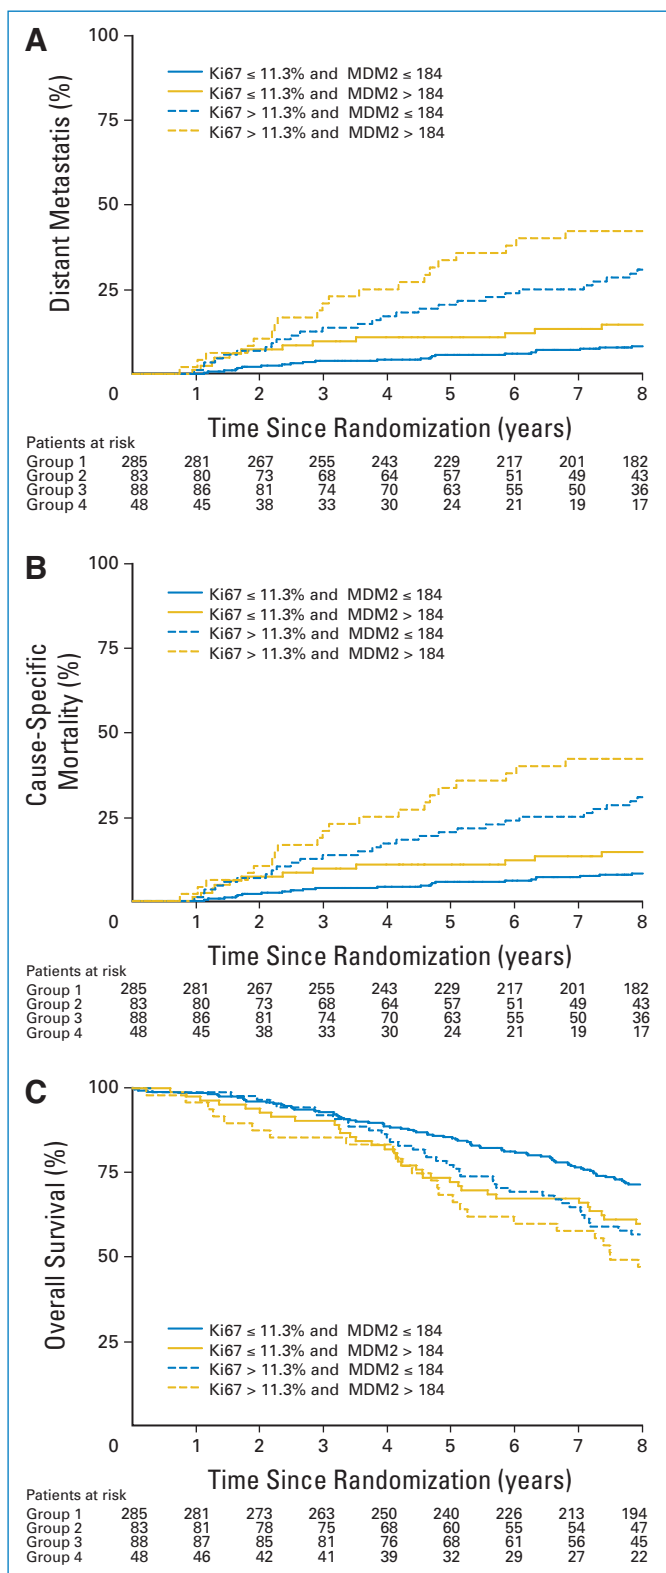 A
100
75
50
25
0
Distant Metastatis (%)
Ki67 ≤ 11.3% and MDM2 ≤ 184
Ki67 ≤ 11.3% and MDM2 > 184
Ki67 > 11.3% and MDM2 ≤ 184
Ki67 > 11.3% and MDM2 > 184
1 2 3 4 5 6 7 8
Time Since Randomization (years)
Patients at risk
Group 1 285 281 267 255 243 229 217 201 182
Group 2 83 80 73 68 64 57 51 49 43
Group 3 88 86 81 74 70 63 55 50 36
Group 4 48 45 38 33 30 24 21 19 17
B
100
75
50
25
0
Cause-Specific
Mortality (%)
Ki67 ≤ 11.3% and MDM2 ≤ 184
Ki67 ≤ 11.3% and MDM2 > 184
Ki67 > 11.3% and MDM2 ≤ 184
Ki67 > 11.3% and MDM2 > 184
1 2 3 4 5 6 7 8
Time Since Randomization (years)
Patients at risk
Group 1 285 281 267 255 243 229 217 201 182
Group 2 83 80 73 68 64 57 51 49 43
Group 3 88 86 81 74 70 63 55 50 36
Group 4 48 45 38 33 30 24 21 19 17
C
100
75
50
25
0
Overall Survival (%)
Ki67 ≤ 11.3% and MDM2 ≤ 184
Ki67 ≤ 11.3% and MDM2 > 184
Ki67 > 11.3% and MDM2 ≤ 184
Ki67 > 11.3% and MDM2 > 184
1 2 3 4 5 6 7 8
Time Since Randomization (years)
Patients at risk
Group 1 285 281 273 263 250 240 226 213 194
Group 2 83 81 78 75 68 60 55 54 47
Group 3 88 87 85 81 76 68 61 56 45
Group 4 48 46 42 41 39 32 29 27 22